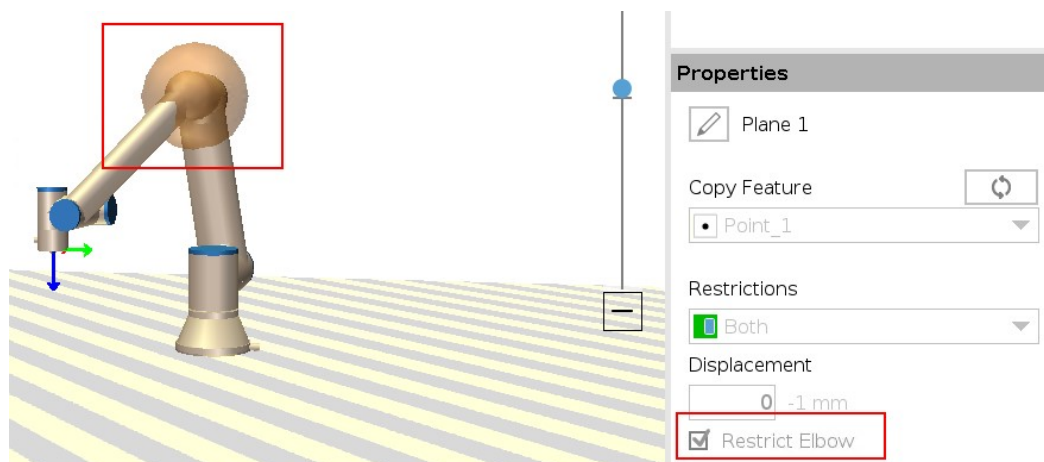 Properties
Plane 1
Copy Feature
Point_1
Restrictions
Both
Displacement
0 -1 mm
Restrict Elbow